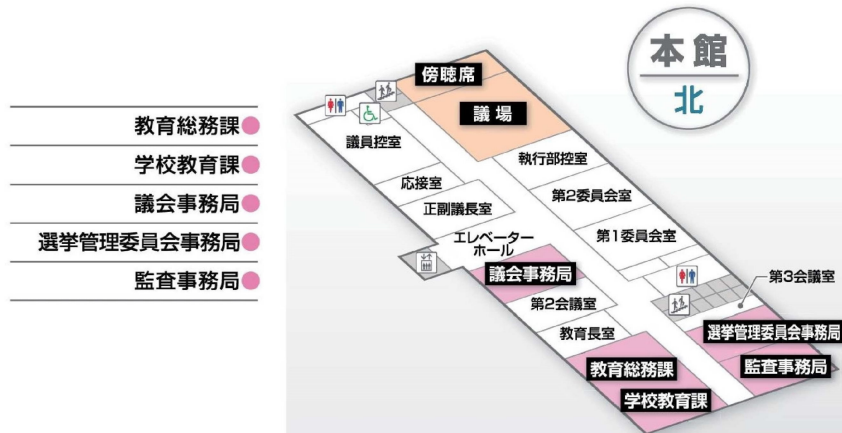 教育総務課
学校教育課
議会事務局
選挙管理委員会事務局
監査事務局
本館
北
傍聴席
議場
議員控室
執行部控室
応接室
第2委員会室
正副議長室
第1委員会室
エレベーター
ホール
議会事務局
第3会議室
第2会議室
選挙管理委員会事務局
教育長室
監査事務局
教育総務課
学校教育課